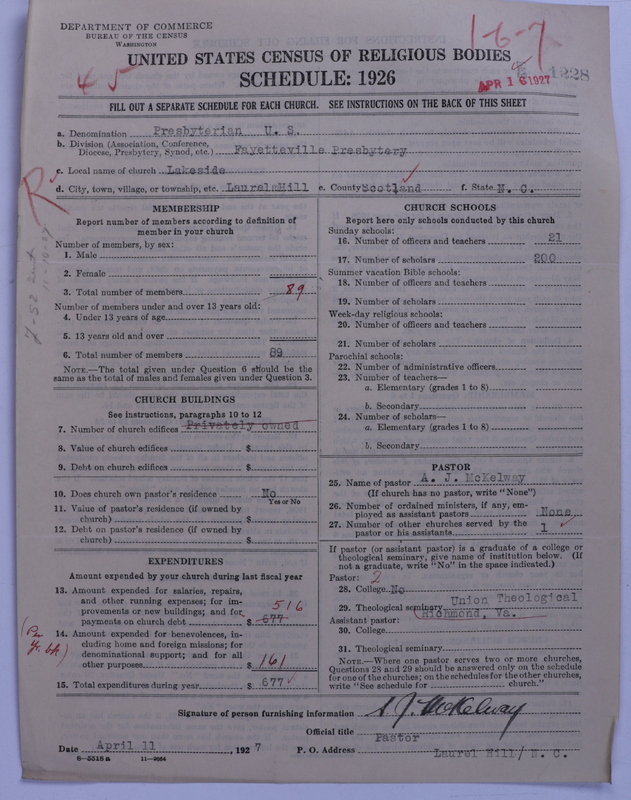 DEPARTMENT OF COMMERCE
BUREAU OF THE CENSUS
WASHINGTON
1-6-7
UNITED STATES CENSUS OF RELIGIOUS BODIES
SCHEDULE: 1926
APR 16 1927
1228
4 5
FILL OUT A SEPARATE SCHEDULE FOR EACH CHURCH. SEE INSTRUCTIONS ON THE BACK OF THIS SHEET
a. Denomination Presbyterian U. S.
b. Division (Association, Conference, Diocese, Presbytery, Synod, etc.) Fayetteville Presbytery
c. Local name of church Lakeside
R
d. City, town, village, or township, etc. Laurel Hill e. County Scotland f. State N. C.
MEMBERSHIP
Report number of members according to definition of
member in your church
Number of members, by sex:
1. Male
2. Female
3. Total number of members 89
Number of members under and over 13 years old:
4. Under 13 years of age
5. 13 years old and over
6. Total number of members 89
NOTE.—The total given under Question 6 should be the
same as the total of males and females given under Question 3.
CHURCH BUILDINGS
See instructions, paragraphs 10 to 12
7. Number of church edifices Privately owned
8. Value of church edifices $
9. Debt on church edifices $
10. Does church own pastor's residence No
Yes or No
11. Value of pastor's residence (if owned by
church) $
12. Debt on pastor's residence (if owned by
church) $
EXPENDITURES
Amount expended by your church during last fiscal year
13. Amount expended for salaries, repairs,
and other running expenses; for im-
provements or new buildings; and for 516
payments on church debt $ 677
14. Amount expended for benevolences, in-
cluding home and foreign missions; for
denominational support; and for all
other purposes $ 161
15. Total expenditures during year $ 677
CHURCH SCHOOLS
Report here only schools conducted by this church
Sunday schools:
16. Number of officers and teachers 21
17. Number of scholars 200
Summer vacation Bible schools:
18. Number of officers and teachers
19. Number of scholars
Week-day religious schools:
20. Number of officers and teachers
21. Number of scholars
Parochial schools:
22. Number of administrative officers
23. Number of teachers—
a. Elementary (grades 1 to 8)
b. Secondary
24. Number of scholars—
a. Elementary (grades 1 to 8)
b. Secondary
PASTOR
25. Name of pastor A. J. McKelway
(If church has no pastor, write "None")
26. Number of ordained ministers, if any, em-
ployed as assistant pastors None
27. Number of other churches served by the
pastor or his assistants 1
If pastor (or assistant pastor) is a graduate of a college or
theological seminary, give name of institution below. (If
not a graduate, write "No" in the space indicated.)
Pastor: 2
28. College No
29. Theological seminary Union Theological
Richmond, Va.
Assistant pastor:
30. College
31. Theological seminary
NOTE.—Where one pastor serves two or more churches,
Questions 28 and 29 should be answered only on the schedule
for one of the churches; on the schedules for the other churches,
write "See schedule for church."
Signature of person furnishing information A. J. McKelway
Official title Pastor
Date April 11, 1927 P. O. Address Laurel Hill/ N. C.
8-5518a 11-9034